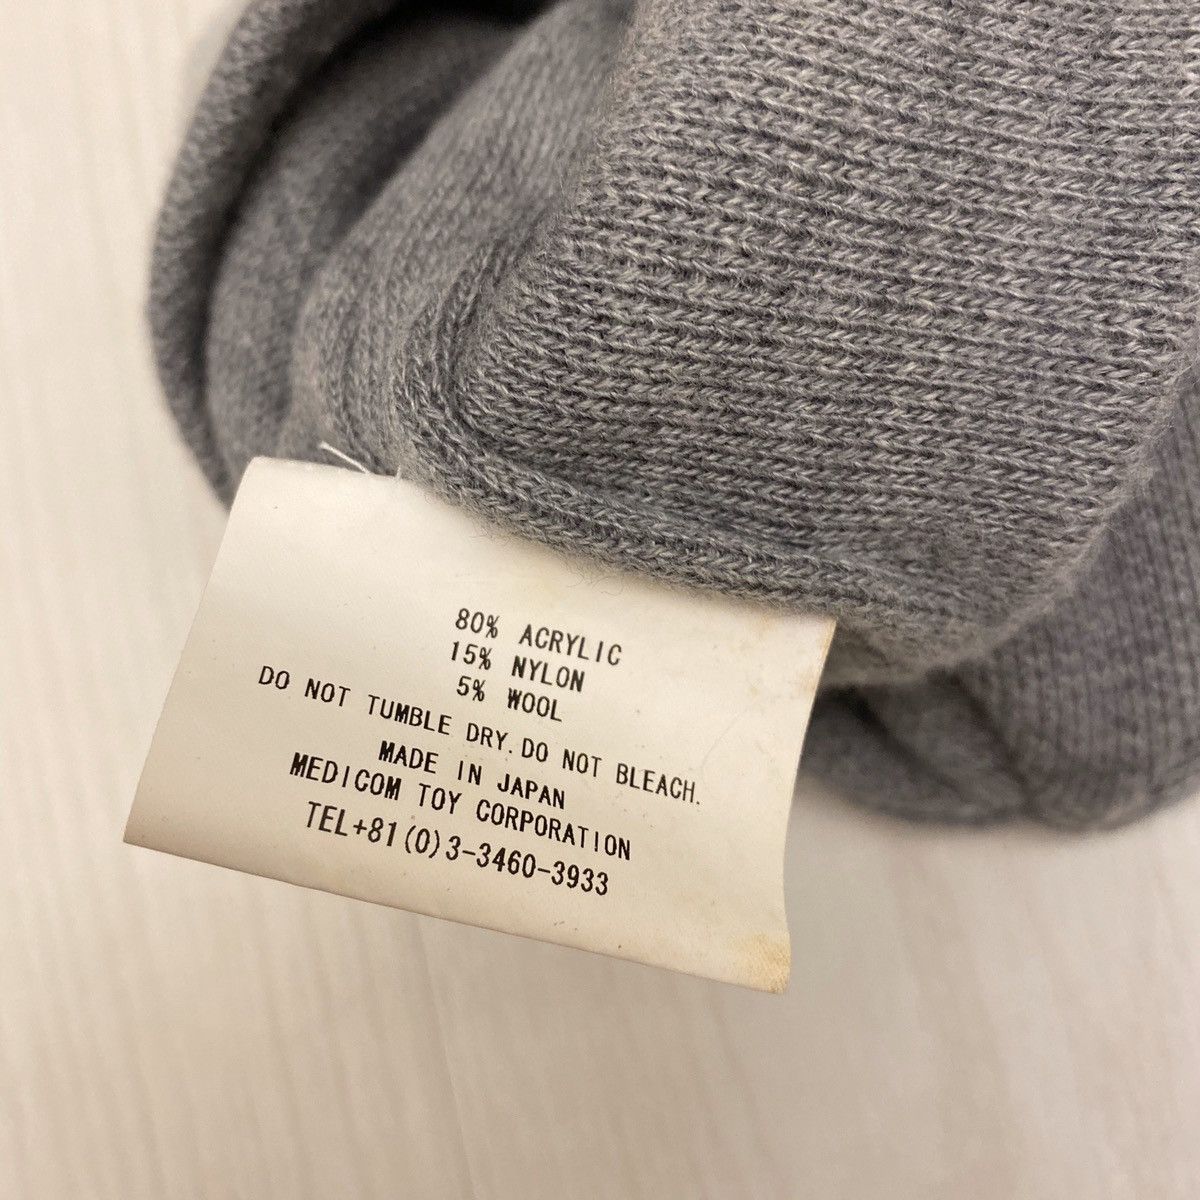 80% ACRYLIC
15% NYLON
5% WOOL
DO NOT TUMBLE DRY. DO NOT BLEACH.
MADE IN JAPAN
MEDICOM TOY CORPORATION
TEL+81(0)3-3460-3933